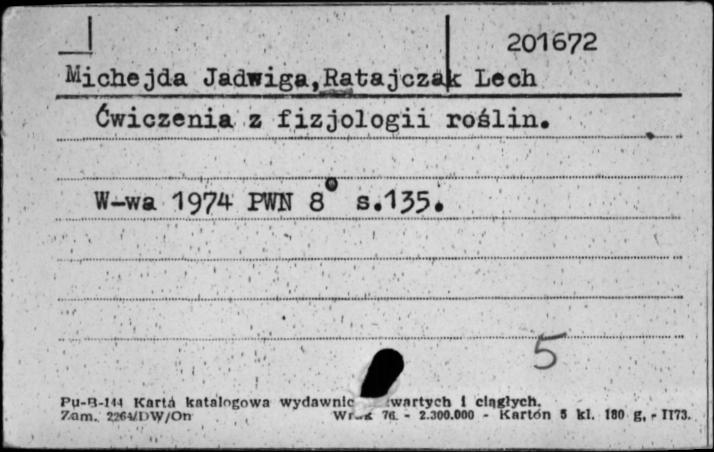 201672
Michejda Jadwiga,Ratajczak Lech
Ćwiczenia z fizjologii roślin.
W-wa 1974 PWN 8° s.135.
5
Pu-B-144 Karta katalogowa wydawnic wartych i ciągłych.
Zam. 2264/DW/On 76. - 2.300.000 - Karton 5 kl. 180 g, - II73.